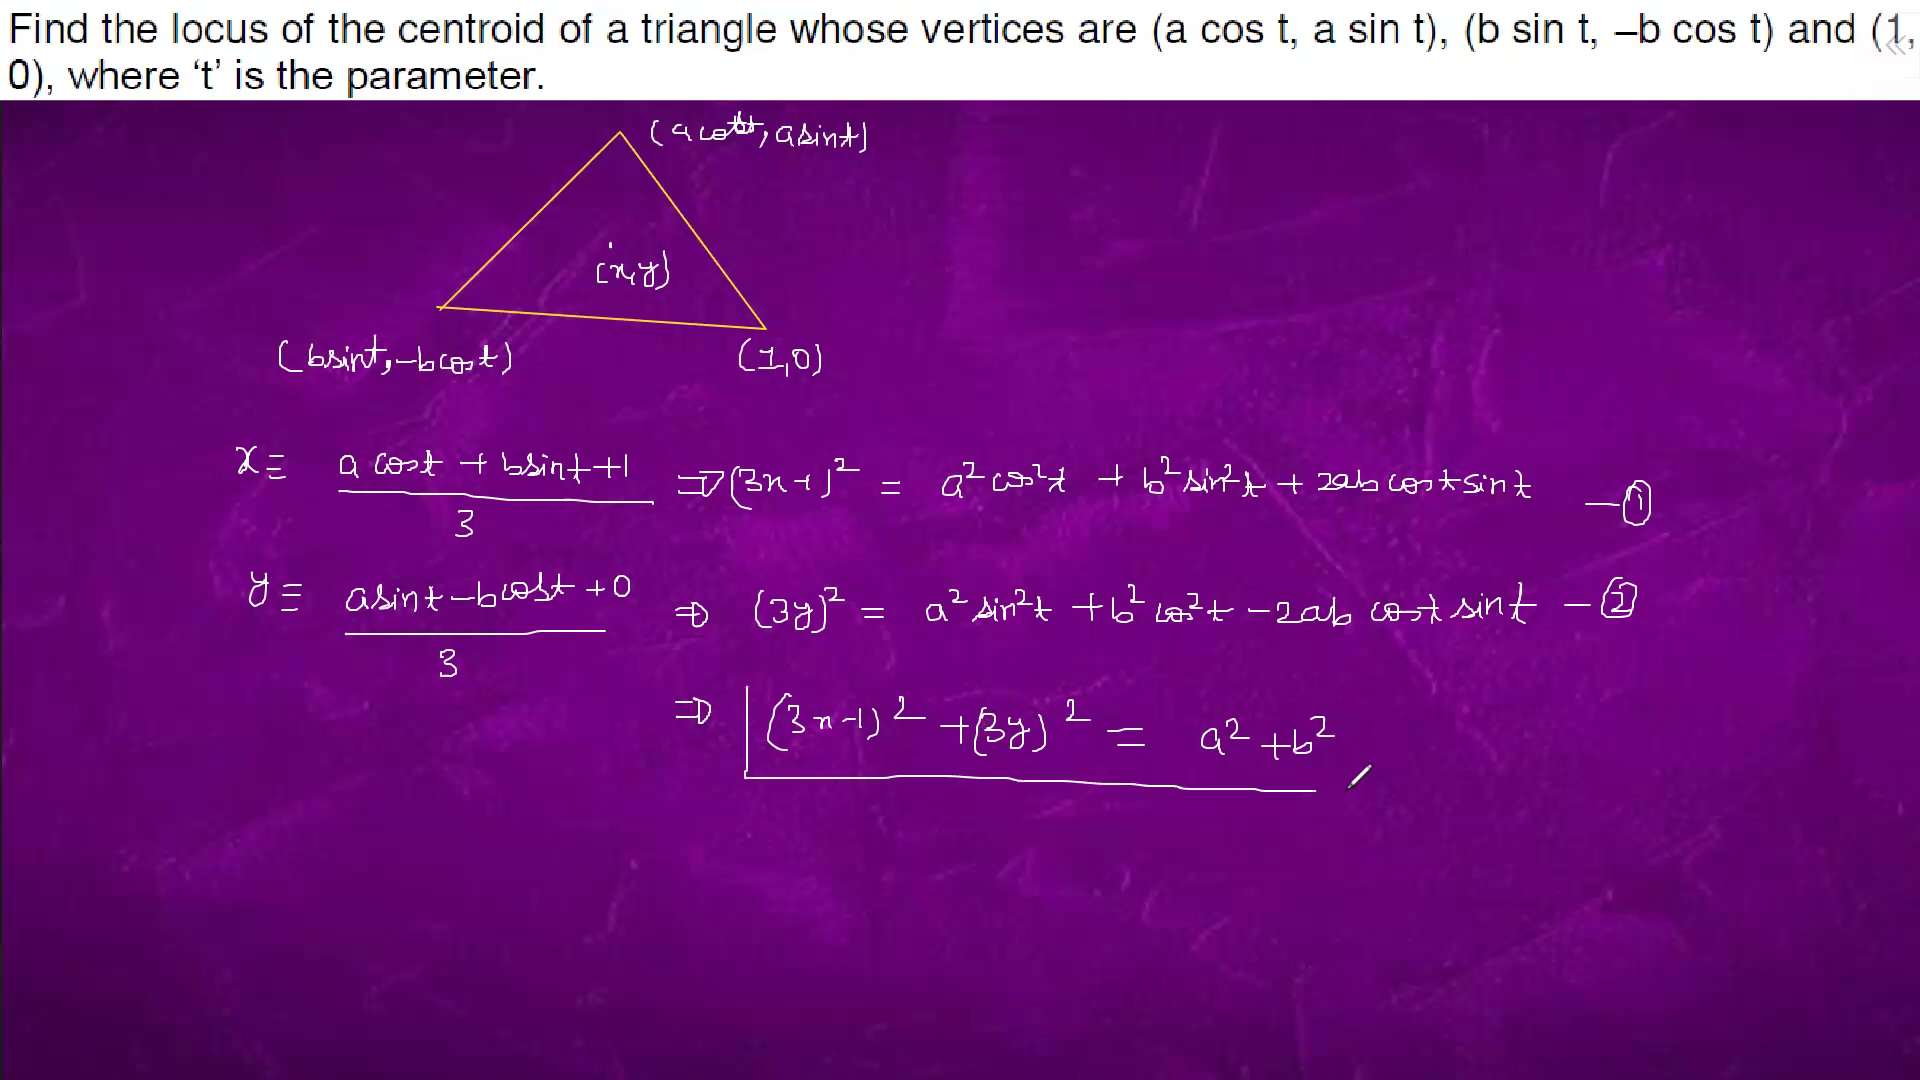 Find the locus of the centroid of a triangle whose vertices are (a cos t, a sin t), (b sin t, –b cos t) and (1,
0), where ‘t’ is the parameter.
(a cost, a sint)
(x, y)
(bsint, -bcost)
(1,0)
x = (a cost + bsint + 1)/3 ⇒ (3x-1)² = a² cos²t + b² sin²t + 2ab cost sint - ①
y = (asint - bcost + 0)/3 ⇒ (3y)² = a² sin²t + b² cos²t - 2ab cost sint - ②
⇒ (3x-1)² + (3y)² = a² + b²